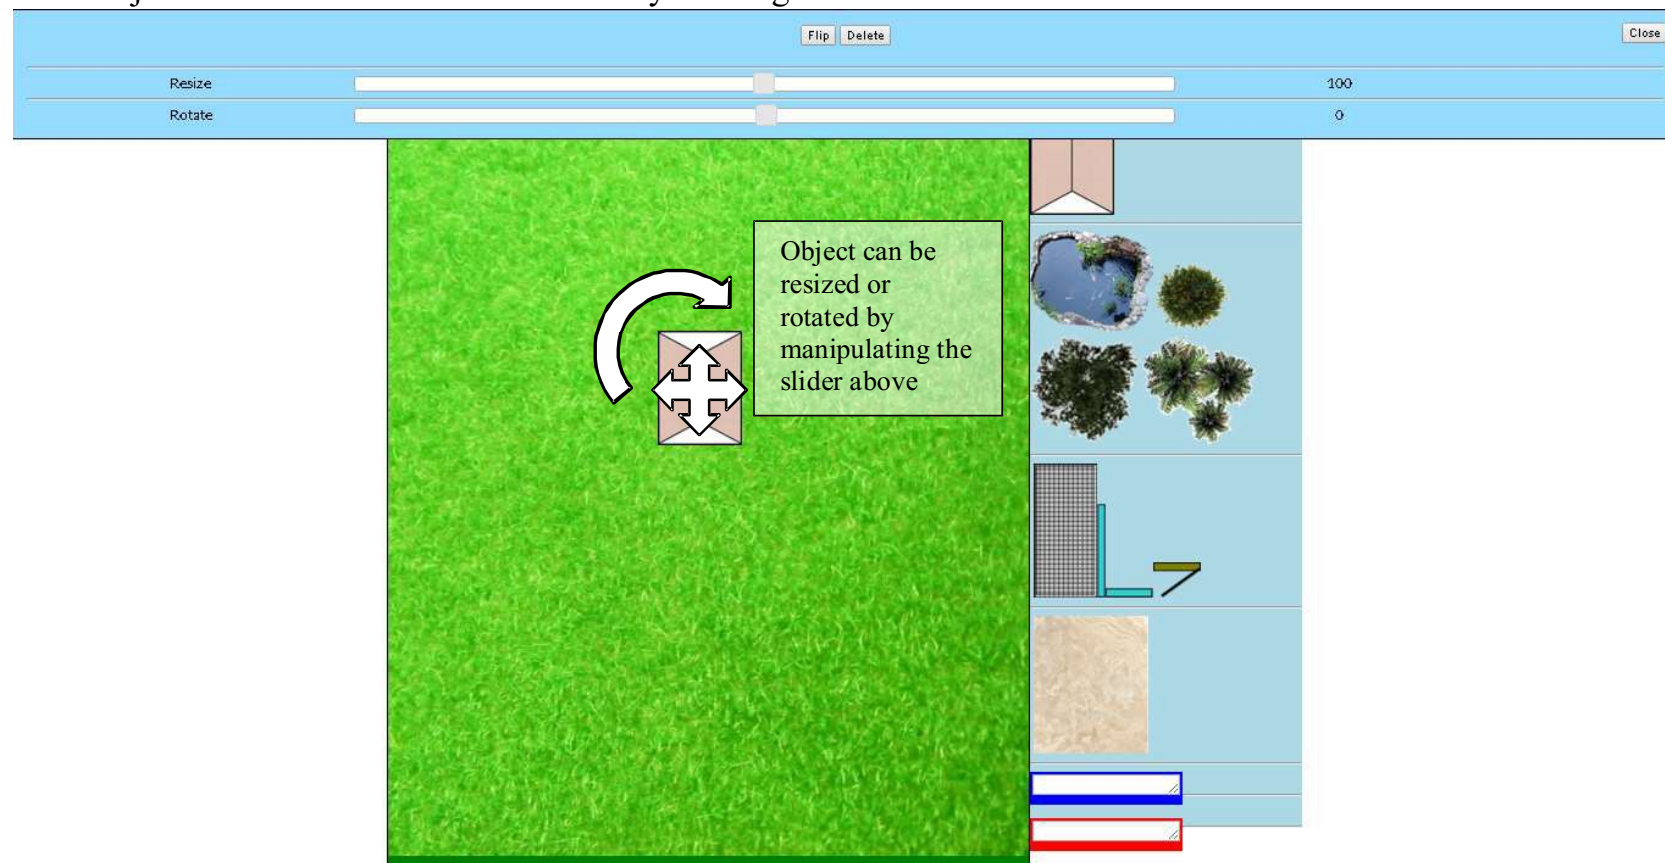 Flip Delete Close
Resize 100
Rotate 0
Object can be
resized or
rotated by
manipulating the
slider above